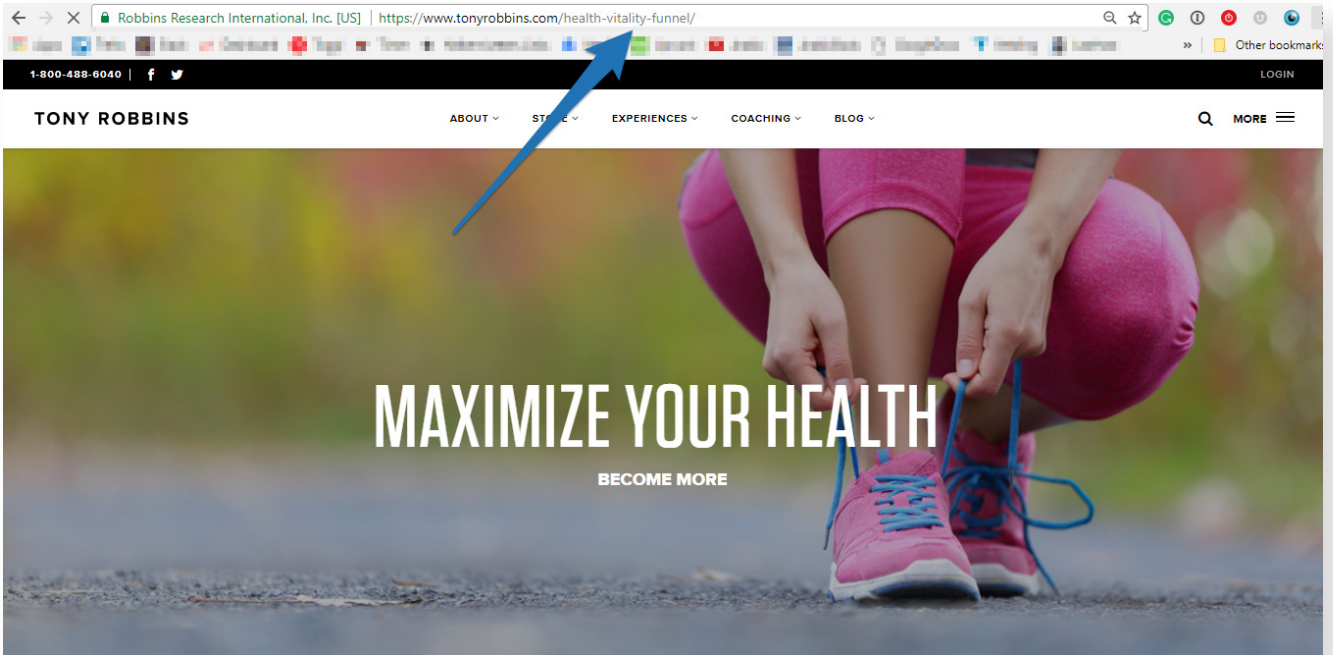 Robbins Research International, Inc. [US] | https://www.tonyrobbins.com/health-vitality-funnel/
» Other bookmarks
1-800-488-6040 | LOGIN
TONY ROBBINS ABOUT STORE EXPERIENCES COACHING BLOG MORE
MAXIMIZE YOUR HEALTH
BECOME MORE